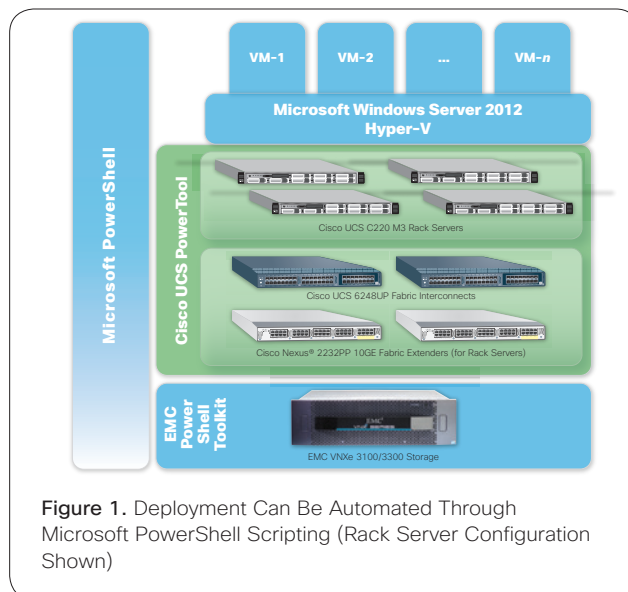 VM-1
VM-2
...
VM-n
Microsoft Windows Server 2012
Hyper-V
Microsoft PowerShell
Cisco UCS PowerTool
Cisco UCS C220 M3 Rack Servers
Cisco UCS 6248UP Fabric Interconnects
Cisco Nexus® 2232PP 10GE Fabric Extenders (for Rack Servers)
EMC
Power
Shell
Toolkit
EMC²
EMC VNXe 3100/3300 Storage
Figure 1. Deployment Can Be Automated Through
Microsoft PowerShell Scripting (Rack Server Configuration
Shown)